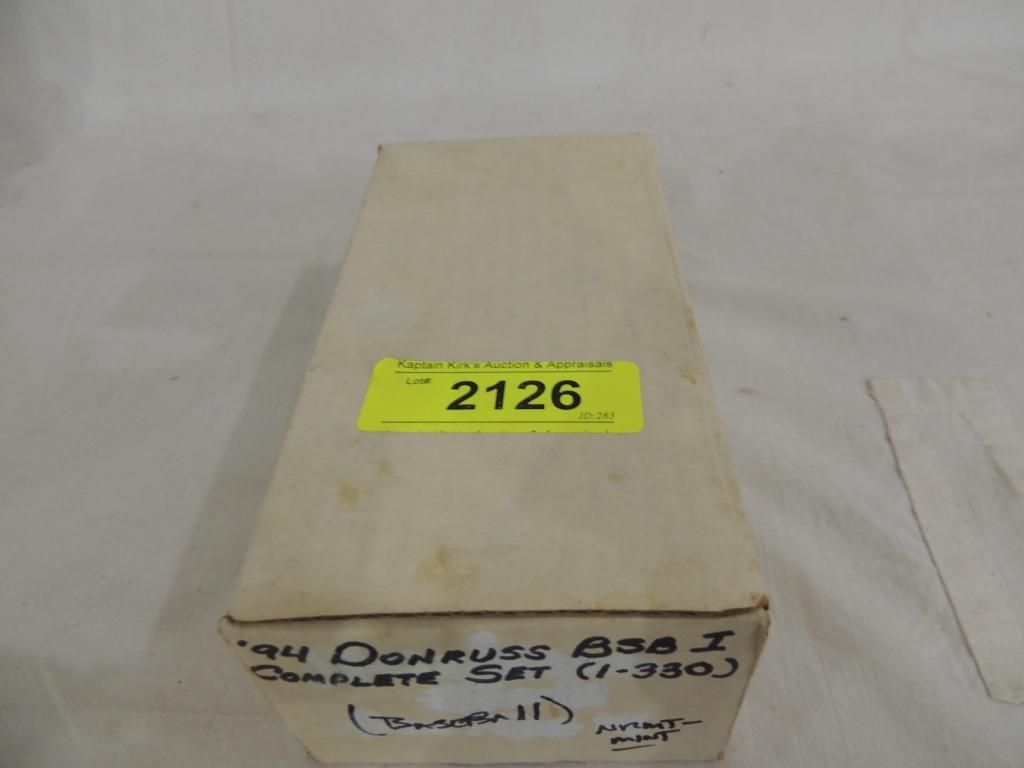 Kaptain Kirk's Auction & Appraisals
Lot#: 2126
ID:283
'94 DONRUSS BSB I
COMPLETE SET (1-330)
(BASEBAll)
NRMT-
MINT